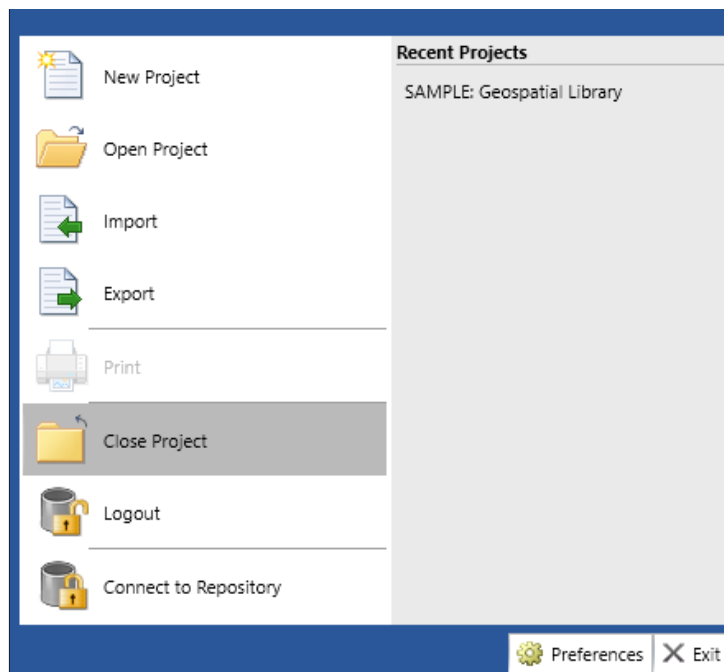 New Project
Open Project
Import
Export
Print
Close Project
Logout
Connect to Repository
Recent Projects
SAMPLE: Geospatial Library
Preferences
Exit